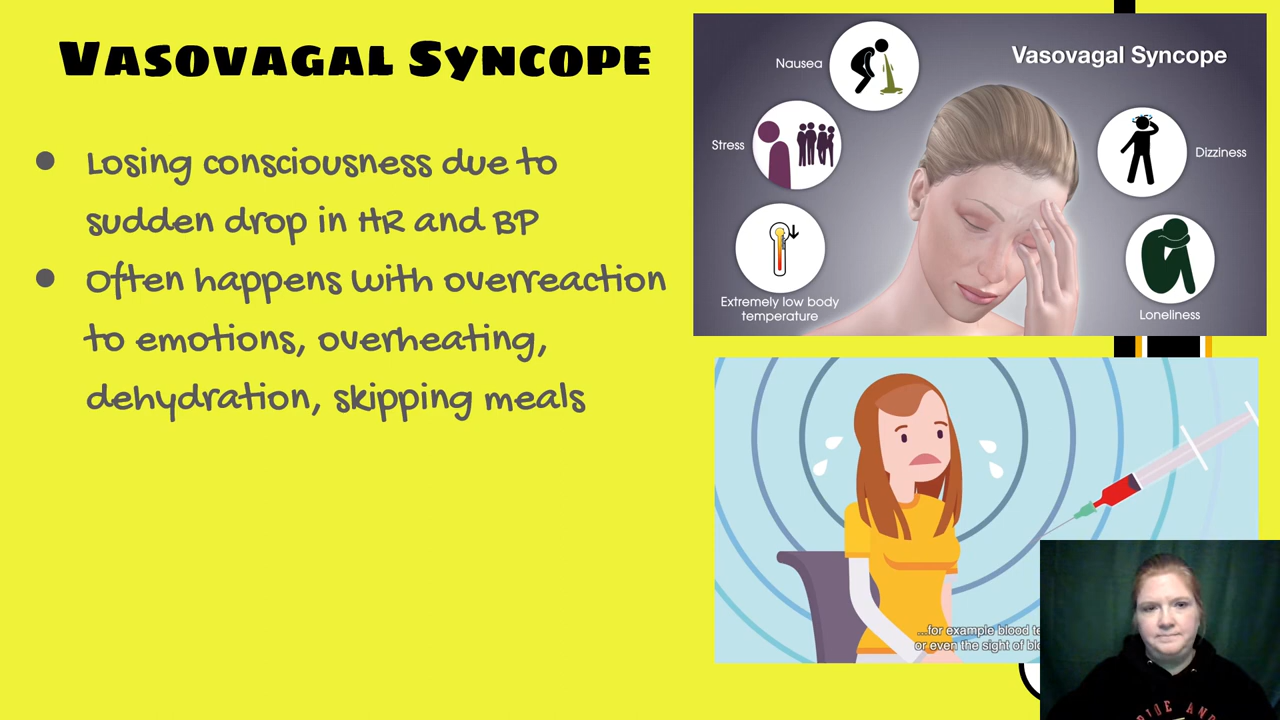 Vasovagal Syncope
Losing consciousness due to
sudden drop in HR and BP
Often happens with overreaction
to emotions, overheating,
dehydration, skipping meals
Vasovagal Syncope
Nausea
Stress
Dizziness
Extremely low body
temperature
Loneliness
...for example blood
or even the sight of